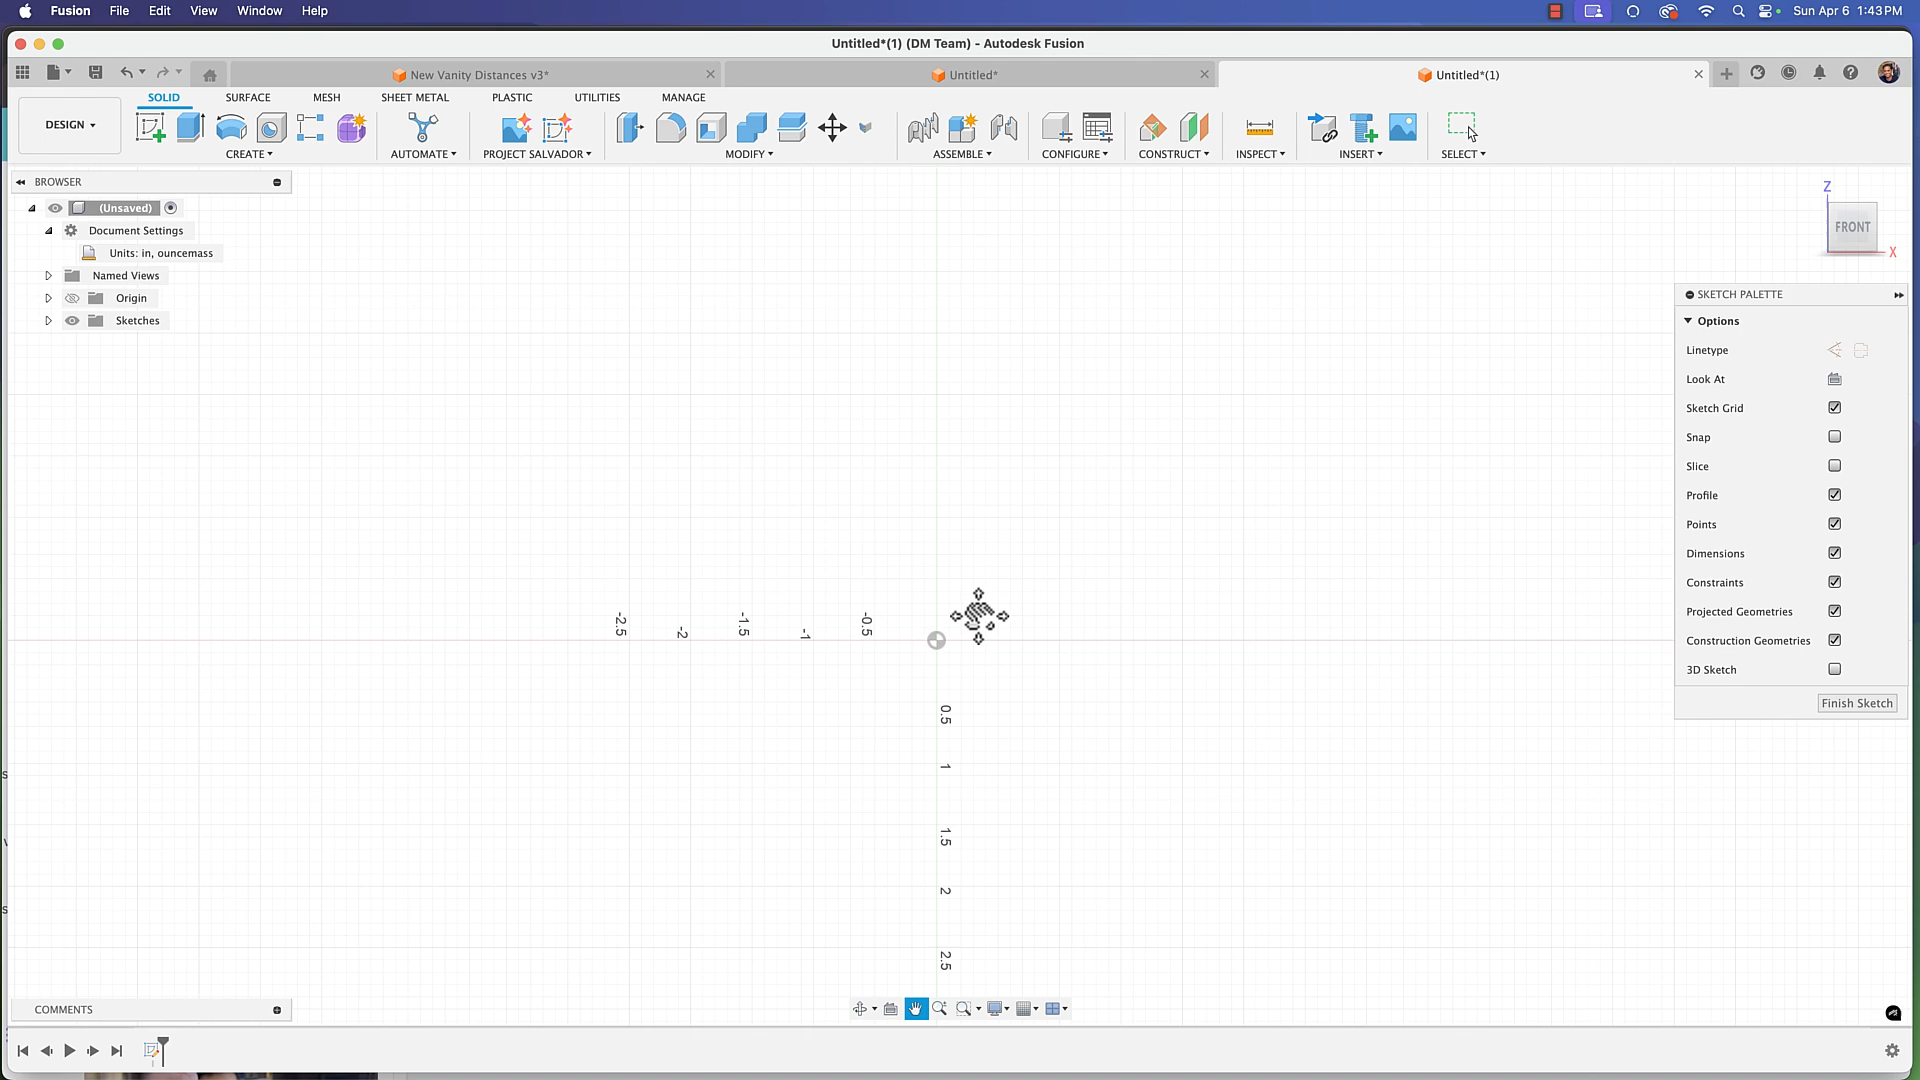 Fusion File Edit View Window Help
Sun Apr 6 1:43 PM
Untitled*(1) (DM Team) - Autodesk Fusion
New Vanity Distances v3*
Untitled*
Untitled*(1)
SOLID SURFACE MESH SHEET METAL PLASTIC UTILITIES MANAGE
DESIGN
CREATE AUTOMATE PROJECT SALVADOR MODIFY ASSEMBLE CONFIGURE CONSTRUCT INSPECT INSERT SELECT
BROWSER
(Unsaved)
Document Settings
Units: in, ouncemass
Named Views
Origin
Sketches
Z
FRONT
X
SKETCH PALETTE
Options
Linetype
Look At
Sketch Grid
Snap
Slice
Profile
Points
Dimensions
Constraints
Projected Geometries
Construction Geometries
3D Sketch
Finish Sketch
-2.5
-2
-1.5
-1
-0.5
0.5
1
1.5
2
2.5
COMMENTS